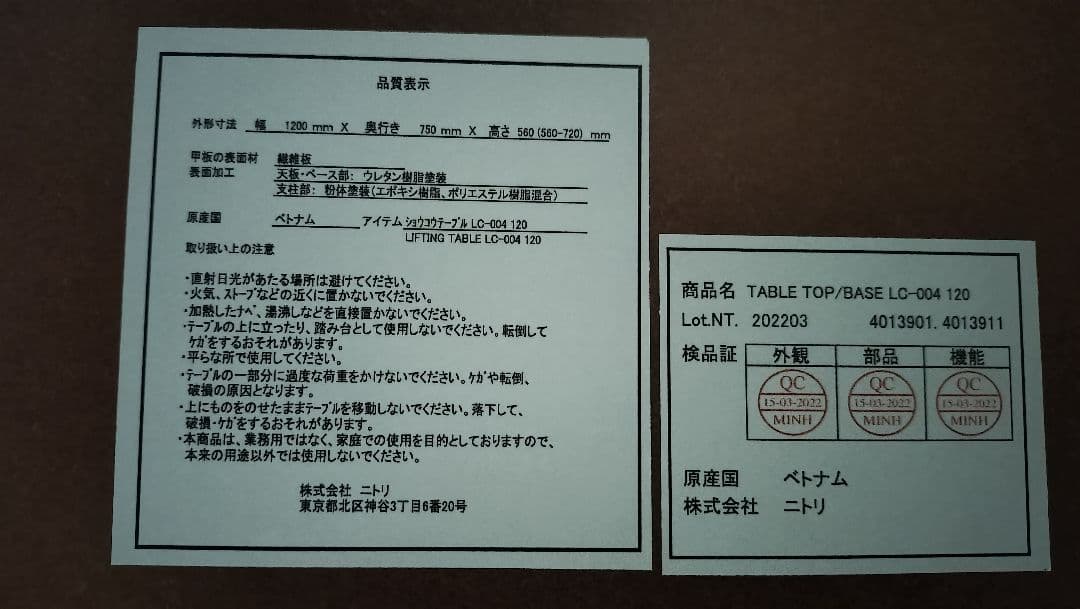 品質表示
外形寸法 幅 1200 mm X 奥行き 750 mm X 高さ 560 (560-720) mm
甲板の表面材 繊維板
表面加工 天板・ベース部: ウレタン樹脂塗装
支柱部: 粉体塗装(エポキシ樹脂、ポリエステル樹脂混合)
原産国 ベトナム アイテム ショウコウテーブル LC-004 120
LIFTING TABLE LC-004 120
取り扱い上の注意
・直射日光があたる場所は避けてください。
・火気、ストーブなどの近くに置かないでください。
・加熱したナベ、湯沸しなどを直接置かないでください。
・テーブルの上に立ったり、踏み台として使用しないでください。転倒して
ケガをするおそれがあります。
・平らな所で使用してください。
・テーブルの一部分に過度な荷重をかけないでください。ケガや転倒、
破損の原因となります。
・上にものをのせたままテーブルを移動しないでください。落下して、
破損・ケガをするおそれがあります。
・本商品は、業務用ではなく、家庭での使用を目的としておりますので、
本来の用途以外では使用しないでください。
株式会社 ニトリ
東京都北区神谷3丁目6番20号
商品名 TABLE TOP/BASE LC-004 120
Lot.NT. 202203 4013901. 4013911
検品証 外観 部品 機能
QC QC QC
15-03-2022 15-03-2022 15-03-2022
MINH MINH MINH
原産国 ベトナム
株式会社 ニトリ